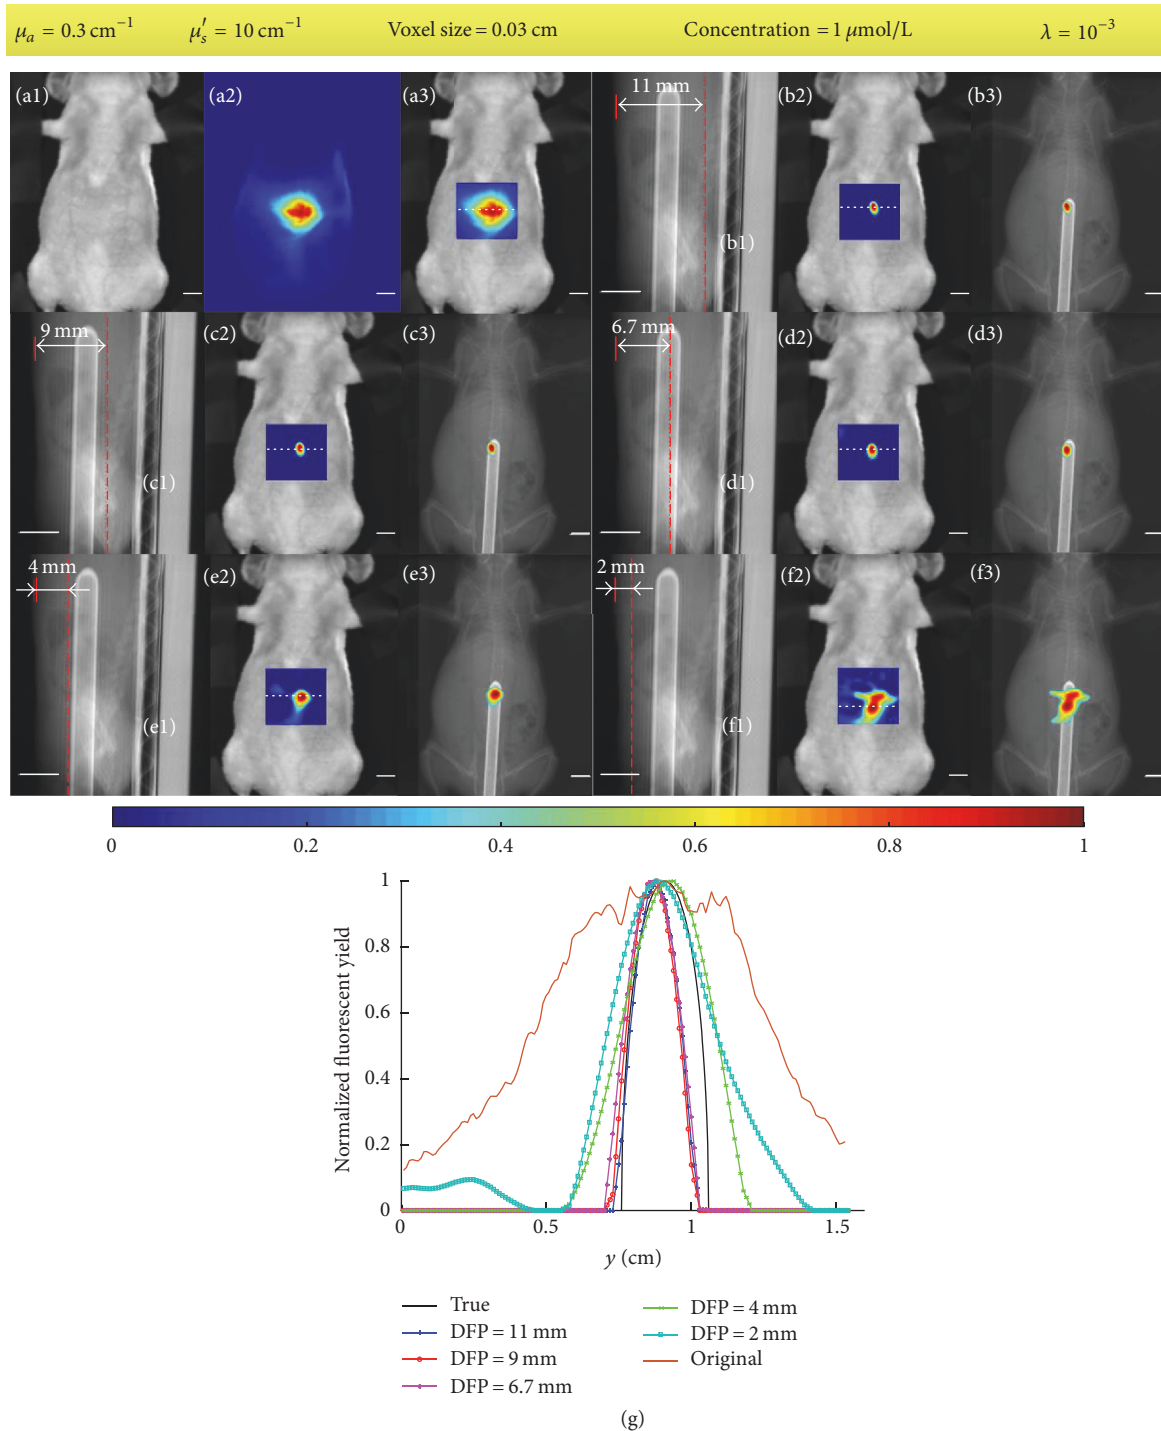 μa = 0.3 cm⁻¹ μ′s = 10 cm⁻¹ Voxel size = 0.03 cm Concentration = 1 μmol/L λ = 10⁻³
(a1) (a2) (a3) 11 mm (b1) (b2) (b3)
9 mm (c1) (c2) (c3) 6.7 mm (d1) (d2) (d3)
4 mm (e1) (e2) (e3) 2 mm (f1) (f2) (f3)
0 0.2 0.4 0.6 0.8 1
Normalized fluorescent yield
1
0.8
0.6
0.4
0.2
0
0 0.5 1 1.5
y (cm)
True
DFP = 11 mm
DFP = 9 mm
DFP = 6.7 mm
DFP = 4 mm
DFP = 2 mm
Original
(g)